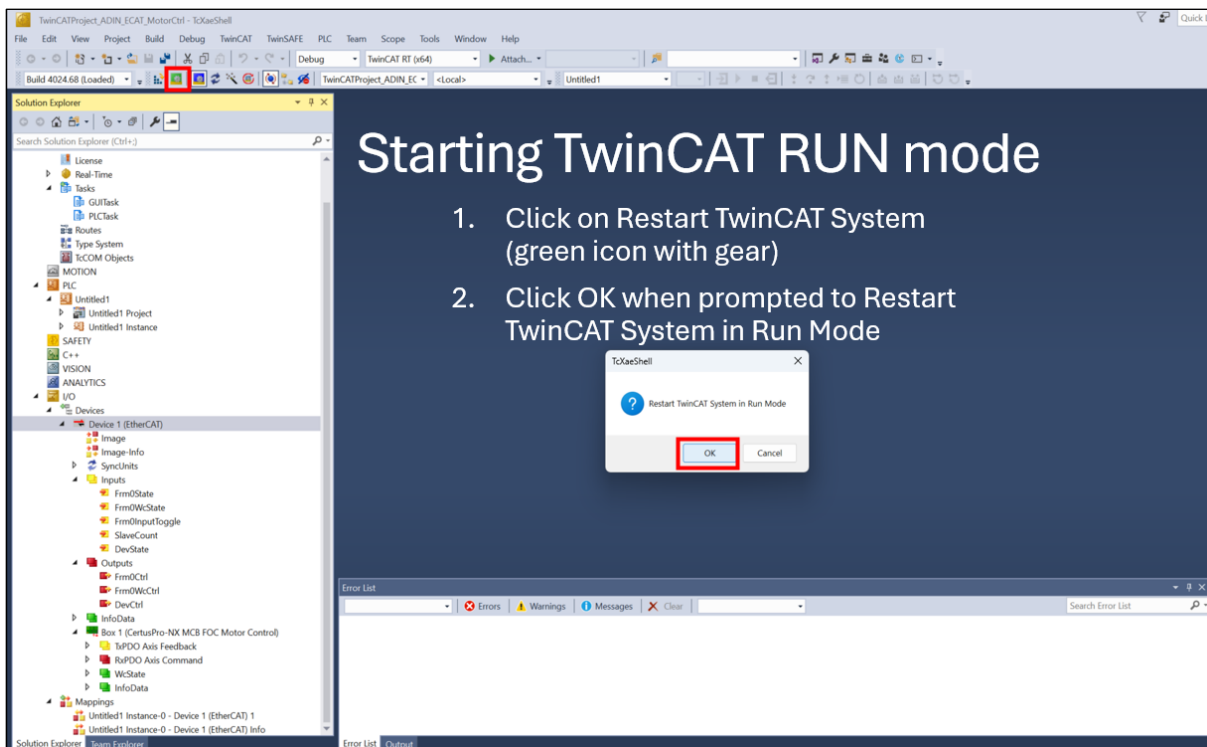 TwinCATProject_ADIN_ECAT_MotorCtrl - TcXaeShell
Quick
File Edit View Project Build Debug TwinCAT TwinSAFE PLC Team Scope Tools Window Help
Debug TwinCAT RT (x64) Attach...
Build 4024.68 (Loaded) TwinCATProject_ADIN_EC <Local> Untitled1
Solution Explorer
Search Solution Explorer (Ctrl+;)
License
Real-Time
Tasks
GUITask
PLCTask
Routes
Type System
TcCOM Objects
MOTION
PLC
Untitled1
Untitled1 Project
Untitled1 Instance
SAFETY
C++
VISION
ANALYTICS
I/O
Devices
Device 1 (EtherCAT)
Image
Image-Info
SyncUnits
Inputs
Frm0State
Frm0WcState
Frm0InputToggle
SlaveCount
DevState
Outputs
Frm0Ctrl
Frm0WcCtrl
DevCtrl
InfoData
Box 1 (CertusPro-NX MCB FOC Motor Control)
TxPDO Axis Feedback
RxPDO Axis Command
WcState
InfoData
Mappings
Untitled1 Instance-0 - Device 1 (EtherCAT) 1
Untitled1 Instance-0 - Device 1 (EtherCAT) Info
Solution Explorer Team Explorer
Starting TwinCAT RUN mode
1. Click on Restart TwinCAT System
(green icon with gear)
2. Click OK when prompted to Restart
TwinCAT System in Run Mode
TcXaeShell
Restart TwinCAT System in Run Mode
OK Cancel
Error List
Errors Warnings Messages Clear Search Error List
Error List Output